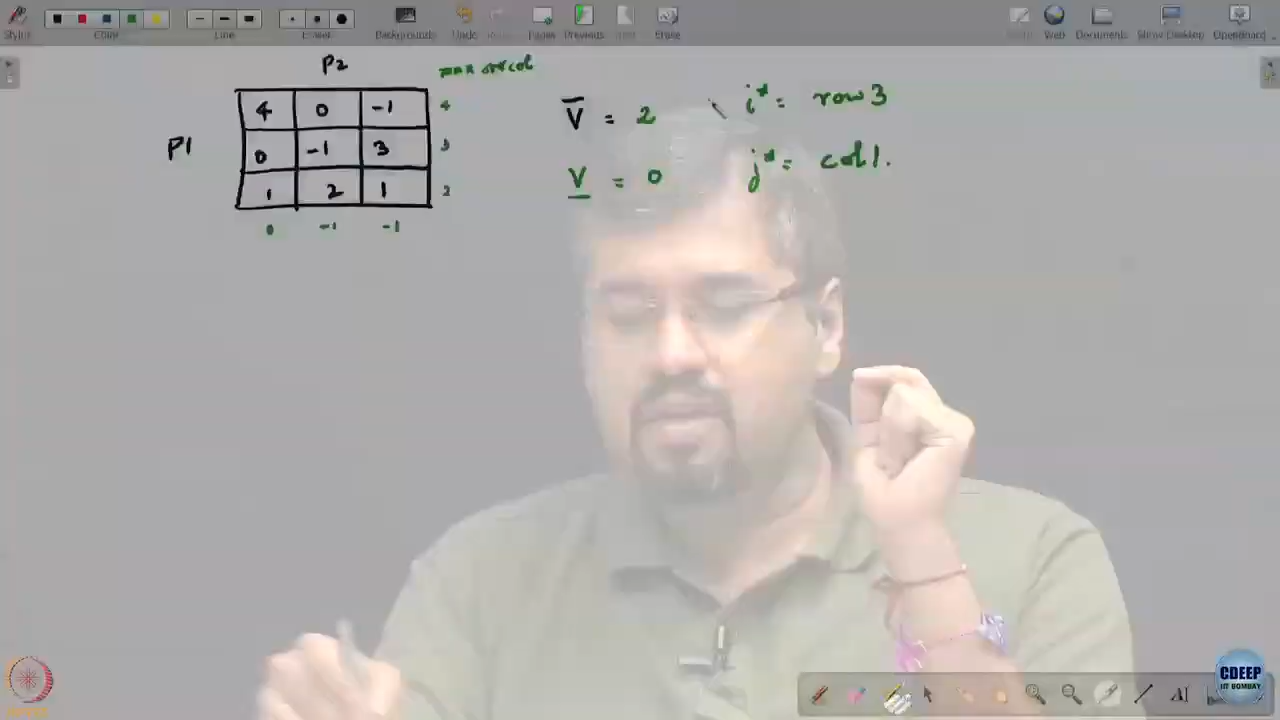 Stylus Color Line Eraser Backgrounds Undo Pages Previous Erase Web Documents Show Desktop OpenBoard
P2 max over col
4 0 -1 4
P1 0 -1 3 3
1 2 1 2
0 -1 -1
V̅ = 2 i* = row 3
V̲ = 0 j* = col 1.
CDEEP
IIT BOMBAY